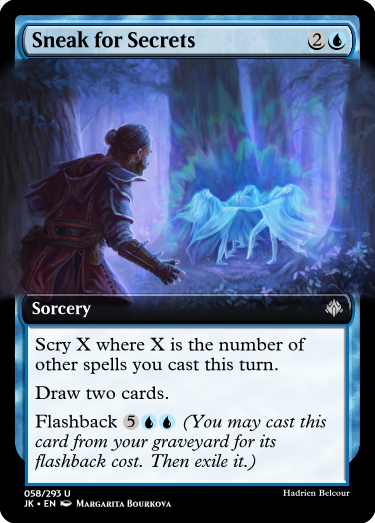 Sneak for Secrets 2
Sorcery
Scry X where X is the number of
other spells you cast this turn.
Draw two cards.
Flashback 5 (You may cast this
card from your graveyard for its
flashback cost. Then exile it.)
058/293 U
Hadrien Belcour
JK • EN Margarita Bourkova